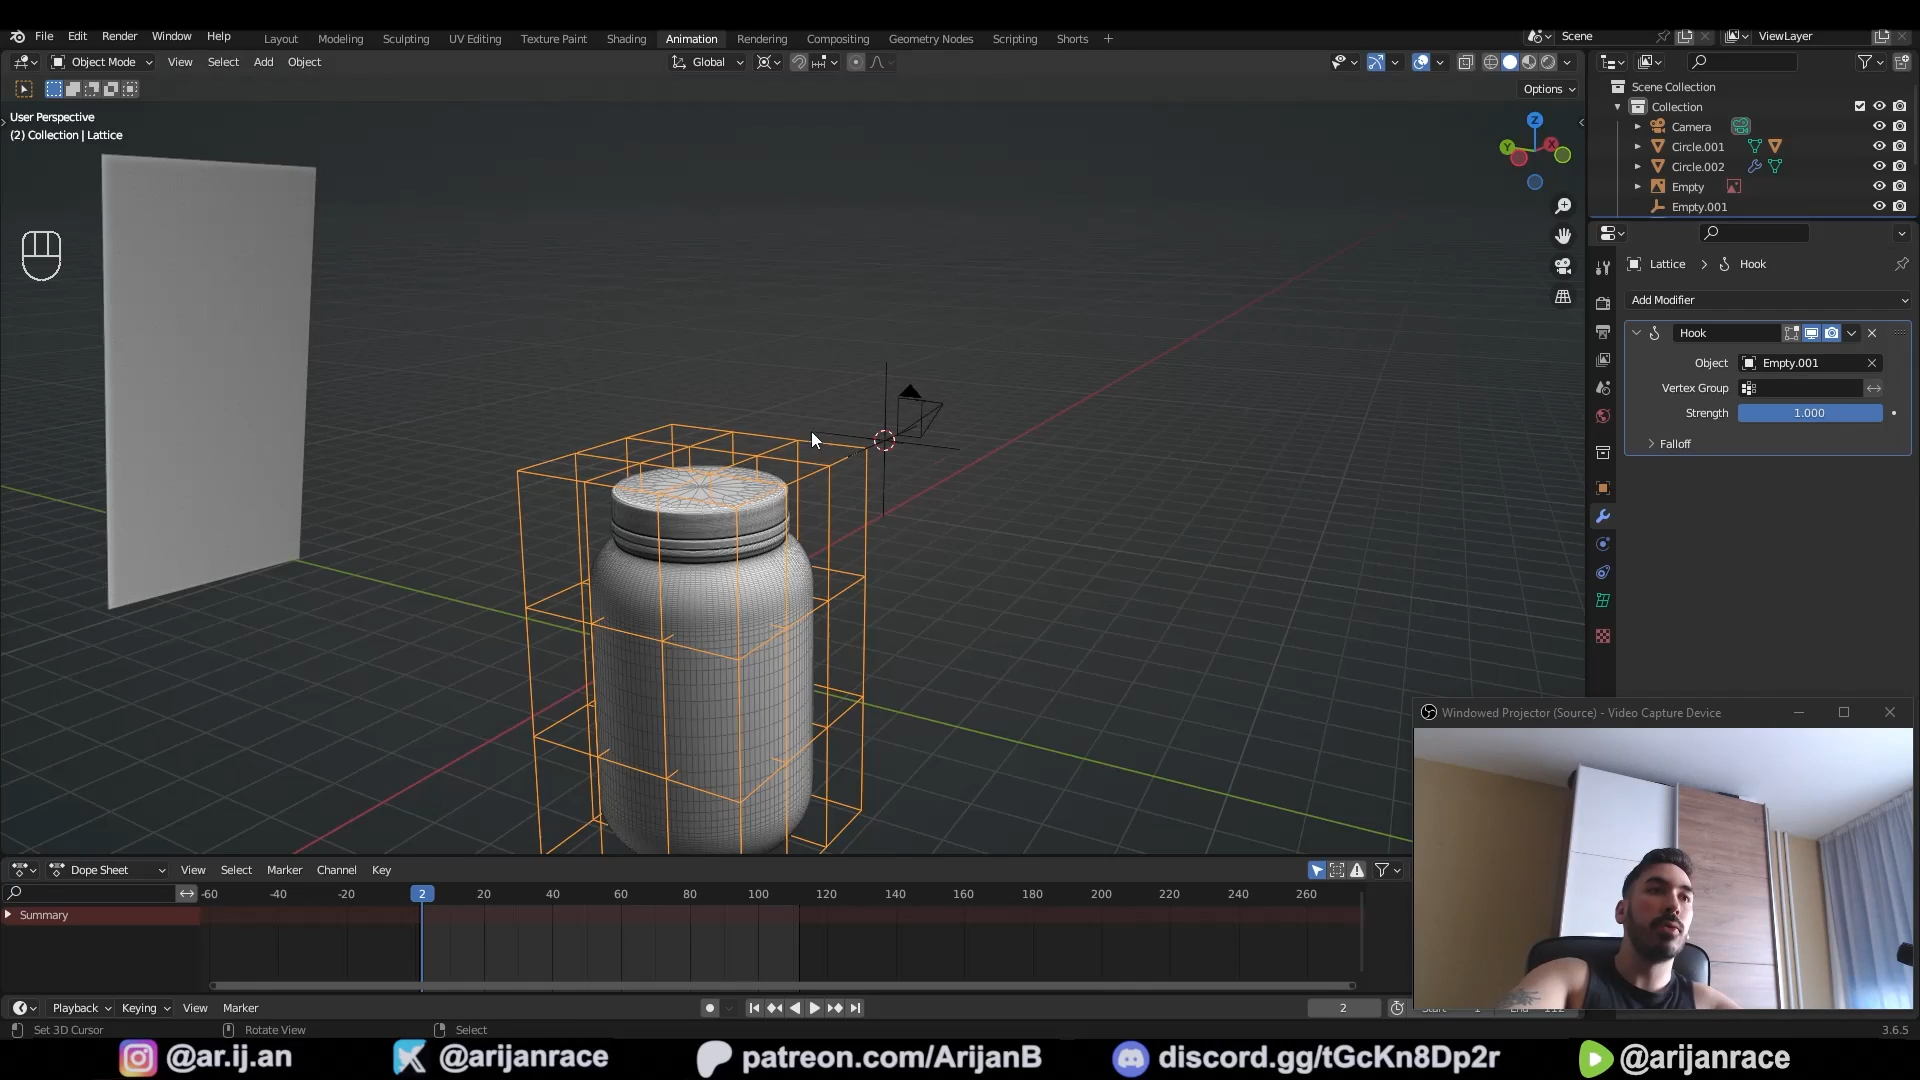 File Edit Render Window Help
Layout Modeling Sculpting UV Editing Texture Paint Shading Animation Rendering Compositing Geometry Nodes Scripting Shorts +
Scene
ViewLayer
Object Mode View Select Add Object
Global
Options
User Perspective
(2) Collection | Lattice
Z
Y
X
Scene Collection
Collection
Camera
Circle.001
Circle.002
Empty
Empty.001
Lattice > Hook
Add Modifier
Hook
Object Empty.001
Vertex Group
Strength 1.000
Falloff
Windowed Projector (Source) - Video Capture Device
Dope Sheet View Select Marker Channel Key
-60 -40 -20 2 20 40 60 80 100 120 140 160 180 200 220 240 260
Summary
Playback Keying View Marker
2
Start 1 End 112
Set 3D Cursor Rotate View Select
3.6.5
@ar.ij.an @arijanrace patreon.com/ArijanB discord.gg/tGcKn8Dp2r @arijanrace